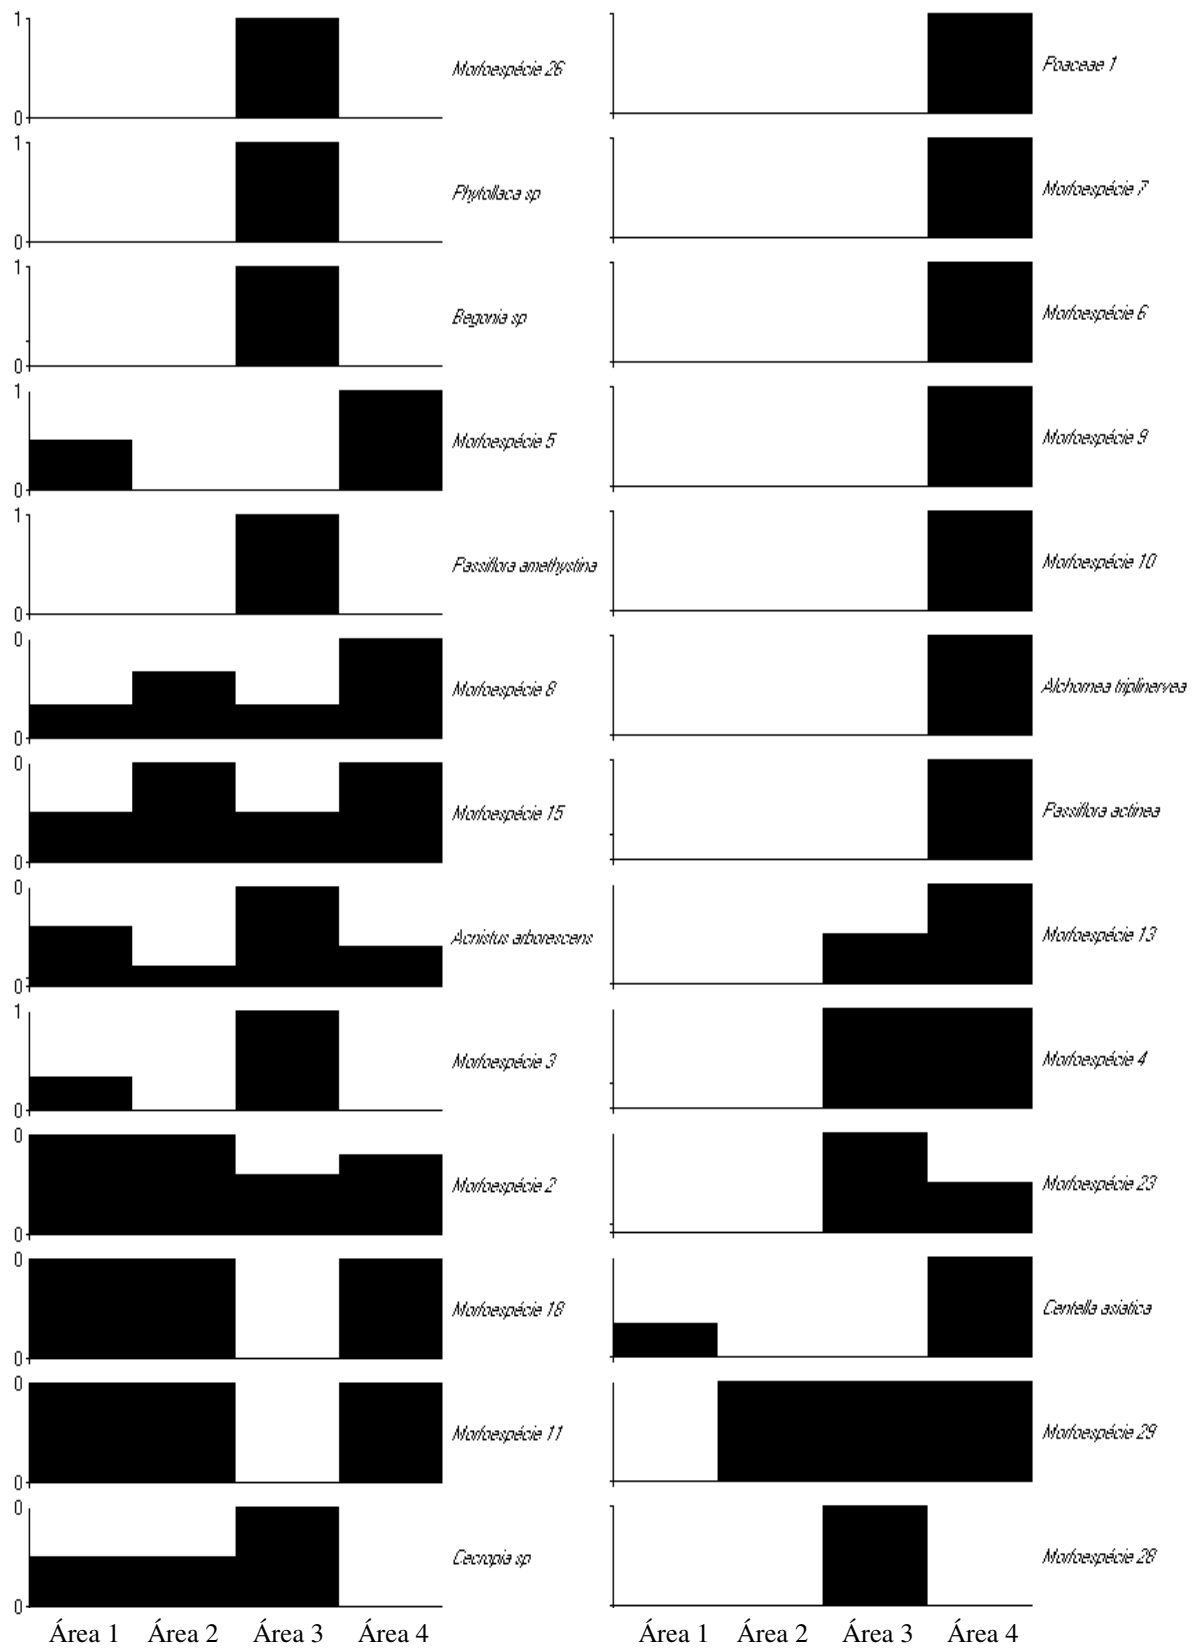 1
0
Morfoespécie 26
1
0
Phytollaca sp
1
0
Begonia sp
1
0
Morfoespécie 5
1
0
Passiflora amethystina
0
0
Morfoespécie 8
0
0
Morfoespécie 15
0
0
Acnistus arborescens
1
0
Morfoespécie 3
0
0
Morfoespécie 2
0
0
Morfoespécie 18
0
0
Morfoespécie 11
0
0
Cecropia sp
Área 1 Área 2 Área 3 Área 4
Poaceae 1
Morfoespécie 7
Morfoespécie 6
Morfoespécie 9
Morfoespécie 10
Alchornea triplinervea
Passiflora actinea
Morfoespécie 13
Morfoespécie 4
Morfoespécie 23
Centella asiatica
Morfoespécie 29
Morfoespécie 28
Área 1 Área 2 Área 3 Área 4